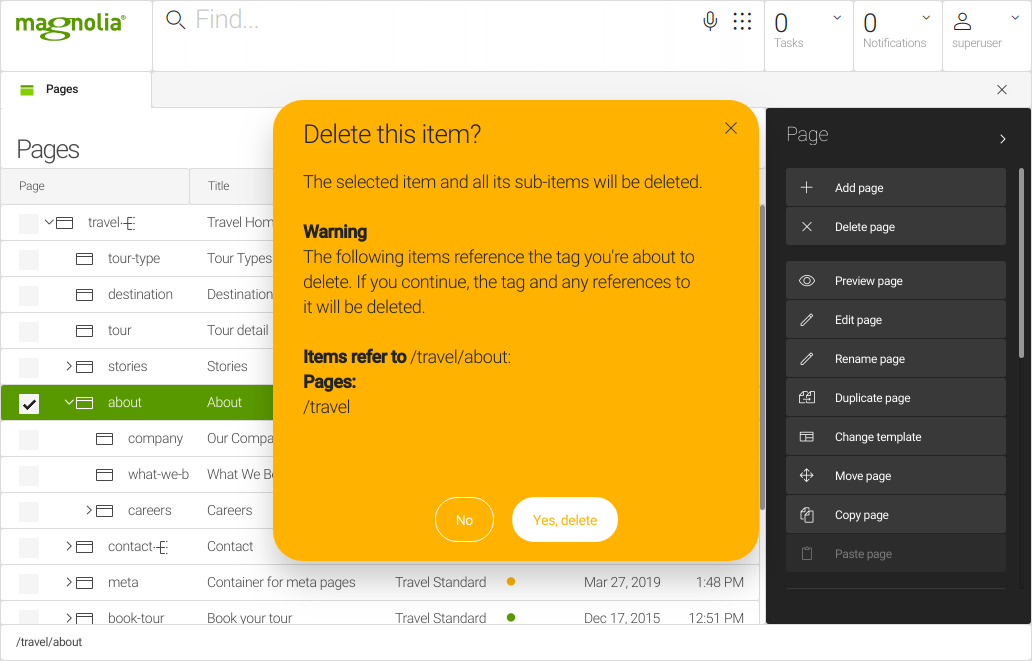 magnolia®
Find...
0
Tasks
0
Notifications
superuser
Pages
Pages
Page Title
travel Travel Hom
tour-type Tour Types
destination Destination
tour Tour detail
stories Stories
about About
company Our Compa
what-we-b What We Be
careers Careers
contact Contact
meta Container for meta pages Travel Standard Mar 27, 2019 1:48 PM
book-tour Book your tour Travel Standard Dec 17, 2015 12:51 PM
/travel/about
Delete this item?
The selected item and all its sub-items will be deleted.
Warning
The following items reference the tag you're about to
delete. If you continue, the tag and any references to
it will be deleted.
Items refer to /travel/about:
Pages:
/travel
No
Yes, delete
Page
Add page
Delete page
Preview page
Edit page
Rename page
Duplicate page
Change template
Move page
Copy page
Paste page